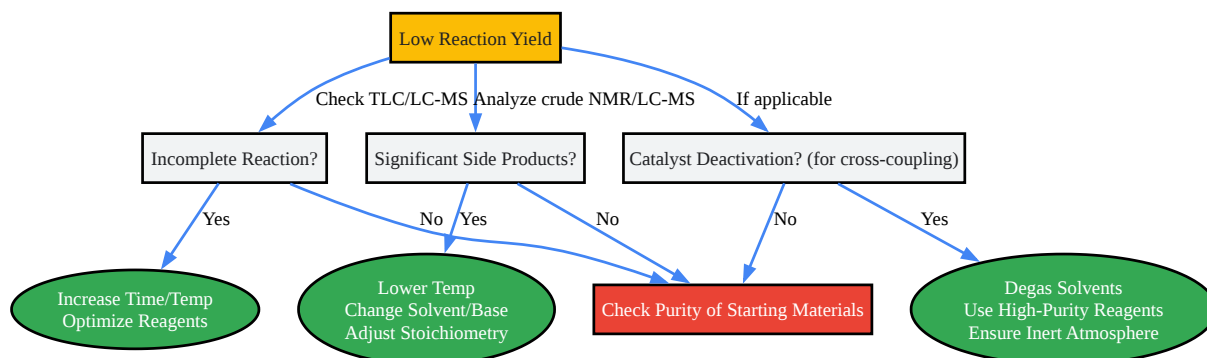 Low Reaction Yield
Check TLC/LC-MS
Analyze crude NMR/LC-MS
If applicable
Incomplete Reaction?
Significant Side Products?
Catalyst Deactivation? (for cross-coupling)
Yes
No
Yes
No
No
Yes
Increase Time/Temp
Optimize Reagents
Lower Temp
Change Solvent/Base
Adjust Stoichiometry
Check Purity of Starting Materials
Degas Solvents
Use High-Purity Reagents
Ensure Inert Atmosphere